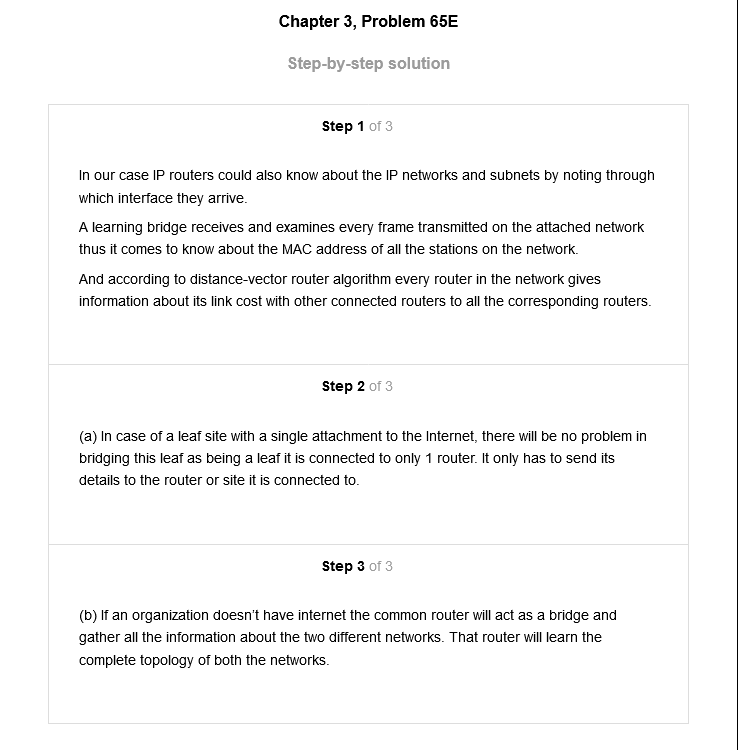 Chapter 3, Problem 65E
Step-by-step solution
Step 1 of 3
In our case IP routers could also know about the IP networks and subnets by noting through
which interface they arrive.
A learning bridge receives and examines every frame transmitted on the attached network
thus it comes to know about the MAC address of all the stations on the network.
And according to distance-vector router algorithm every router in the network gives
information about its link cost with other connected routers to all the corresponding routers.
Step 2 of 3
(a) In case of a leaf site with a single attachment to the Internet, there will be no problem in
bridging this leaf as being a leaf it is connected to only 1 router. It only has to send its
details to the router or site it is connected to.
Step 3 of 3
(b) If an organization doesn't have internet the common router will act as a bridge and
gather all the information about the two different networks. That router will learn the
complete topology of both the networks.